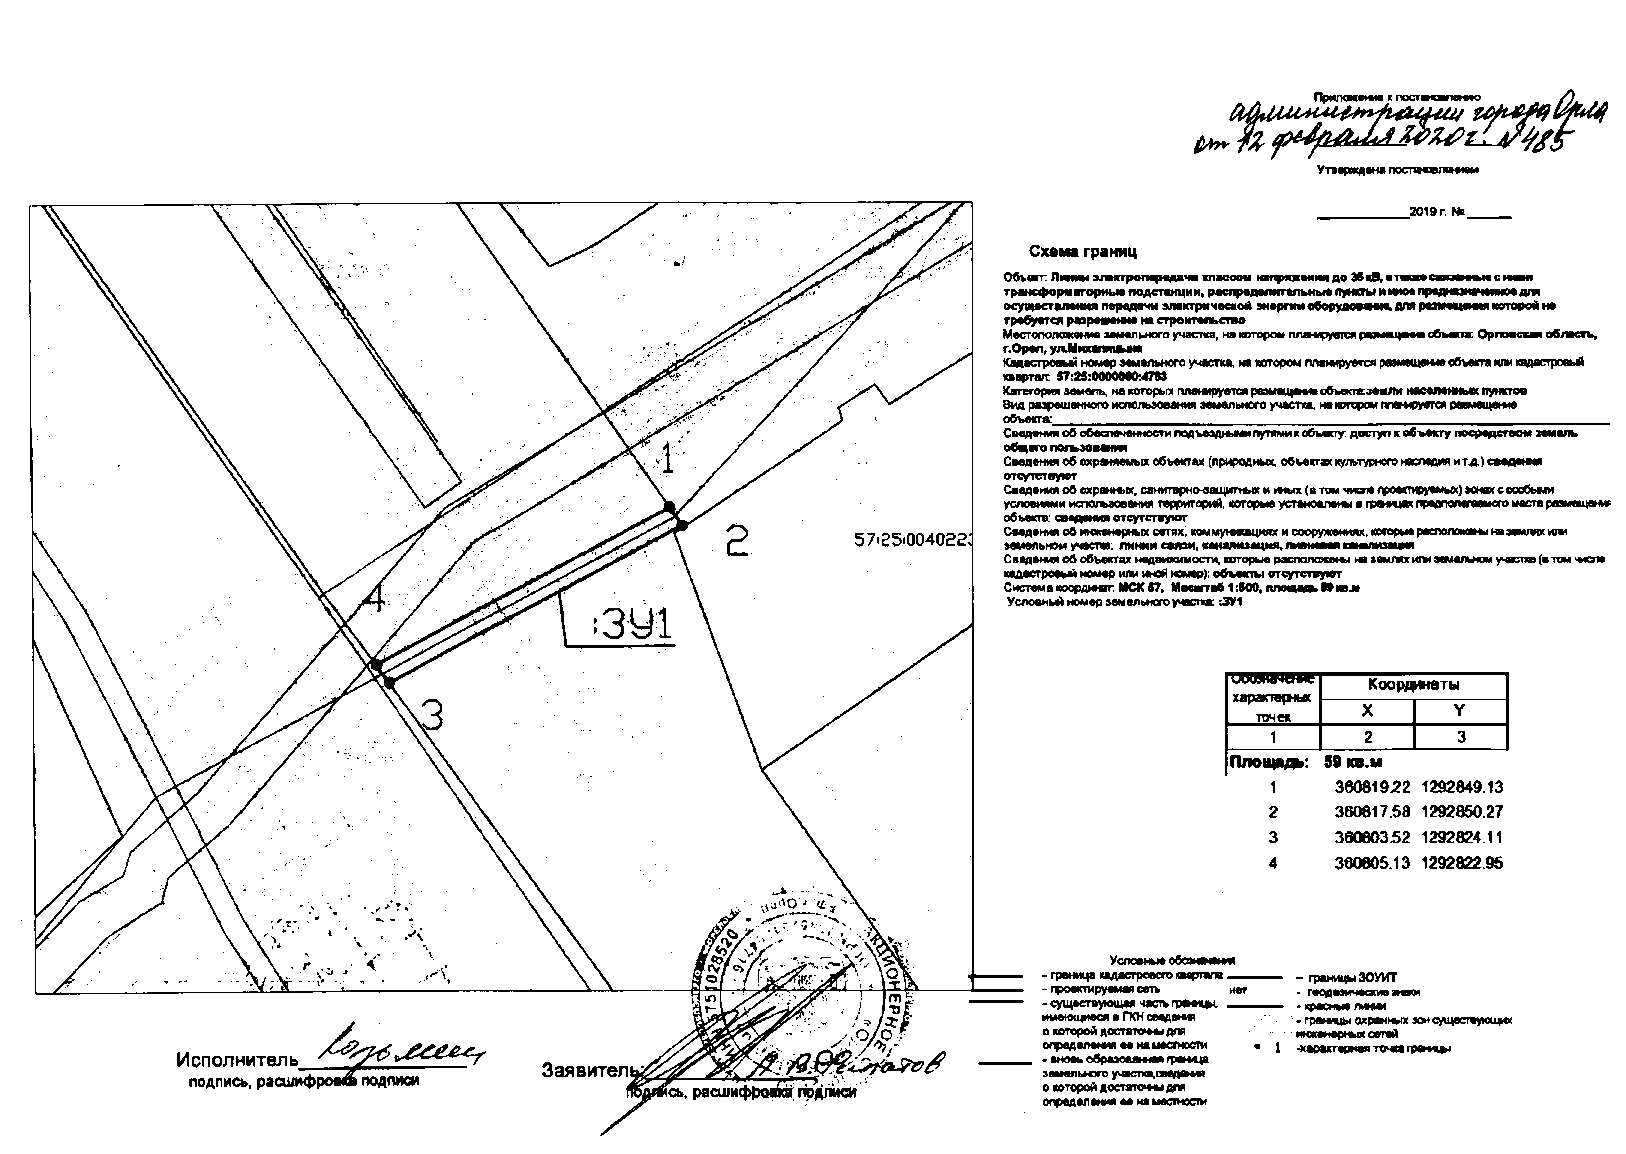 Приложение к постановлению
администрации города Орла
от 12 февраля 2020 г. № 485
Утверждена постановлением
____________2019 г. № ______
Схема границ
Объект: Линии электропередачи классом напряжения до 35 кВ, а также связанные с ними
трансформаторные подстанции, распределительные пункты и иное предназначенное для
осуществления передачи электрической энергии оборудование, для размещения которой не
требуется разрешение на строительство
Местоположение земельного участка, на котором планируется размещение объекта: Орловская область,
г.Орел, ул.Михалицына
Кадастровый номер земельного участка, на котором планируется размещение объекта или кадастровый
квартал: 57:25:0000000:4763
Категория земель, на которых планируется размещение объекта:земли населенных пунктов
Вид разрешенного использования земельного участка, на котором планируется размещение
объекта:
Сведения об обеспеченности подъездными путями к объекту: доступ к объекту посредством земель
общего пользования
Сведения об охраняемых объектах (природных, объектах культурного наследия и т.д.) сведения
отсутствуют
Сведения об охранных, санитарно-защитных и иных (в том числе проектируемых) зонах с особыми
условиями использования территорий, которые установлены в границах предполагаемого места размещения
объекта: сведения отсутствуют
Сведения об инженерных сетях, коммуникациях и сооружениях, которые расположены на землях или
земельном участке: линии связи, канализация, ливневая канализация
Сведения об объектах недвижимости, которые расположены на землях или земельном участке (в том числе
кадастровый номер или иной номер): объекты отсутствуют
Система координат: МСК 57, Масштаб 1:500, площадь 59 кв.м
Условный номер земельного участка: :ЗУ1
1
2
57:25:0040223
4
:ЗУ1
3
Обозначение характерных точек
Координаты
X
Y
1 2 3
Площадь: 59 кв.м
1 360819.22 1292849.13
2 360817.58 1292850.27
3 360803.52 1292824.11
4 360805.13 1292822.95
Условные обозначения
- граница кадастрового квартала
- проектируемая сеть
- существующая часть границы,
имеющиеся в ГКН сведения
о которой достаточны для
определения ее на местности
- вновь образованная граница
земельного участка,сведения
о которой достаточны для
определения ее на местности
- границы ЗОУИТ
нет - геодезические знаки
- красные линии
- границы охранных зон существующих
инженерных сетей
• 1 -характерная точка границы
Исполнитель
подпись, расшифровка подписи
Заявитель
подпись, расшифровка подписи